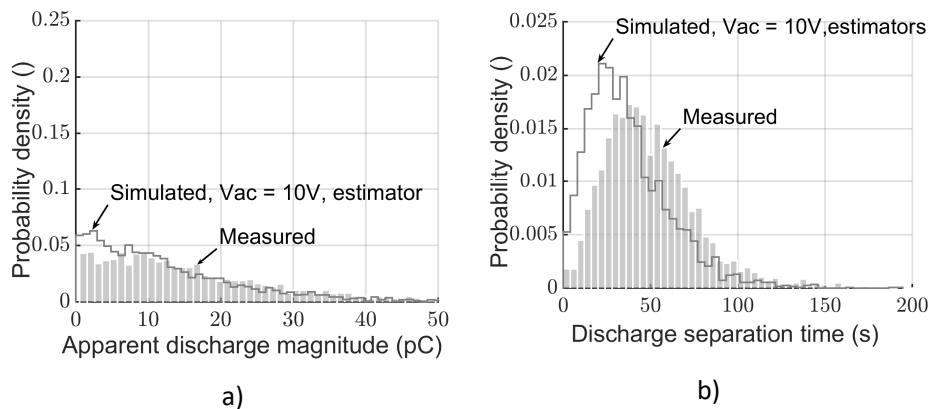 0.25
0.2
0.15
0.1
0.05
0
Probability density ()
Simulated, Vac = 10V, estimator
Measured
0 10 20 30 40 50
Apparent discharge magnitude (pC)
a)
0.025
0.02
0.015
0.01
0.005
0
Probability density ()
Simulated, Vac = 10V,estimators
Measured
0 50 100 150 200
Discharge separation time (s)
b)